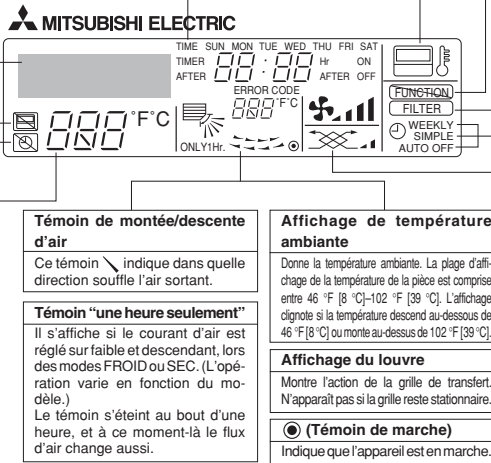 MITSUBISHI ELECTRIC
TIME SUN MON TUE WED THU FRI SAT
TIMER 88:88 Hr ON
AFTER AFTER OFF
ERROR CODE
888°F°C
888°F°C
ONLY1Hr.
FUNCTION
FILTER
WEEKLY
SIMPLE
AUTO OFF
Témoin de montée/descente
d'air
Ce témoin indique dans quelle
direction souffle l'air sortant.
Témoin “une heure seulement”
Il s'affiche si le courant d'air est
réglé sur faible et descendant, lors
des modes FROID ou SEC. (L'opé-
ration varie en fonction du mo-
dèle.)
Le témoin s'éteint au bout d'une
heure, et à ce moment-là le flux
d'air change aussi.
Affichage de température
ambiante
Donne la température ambiante. La plage d'affi-
chage de la température de la pièce est comprise
entre 46 °F [8 °C]–102 °F [39 °C]. L'affichage
clignote si la température descend au-dessous de
46 °F [8 °C] ou monte au-dessus de 102 °F [39 °C].
Affichage du louvre
Montre l'action de la grille de transfert.
N'apparaît pas si la grille reste stationnaire.
(Témoin de marche)
Indique que l'appareil est en marche.